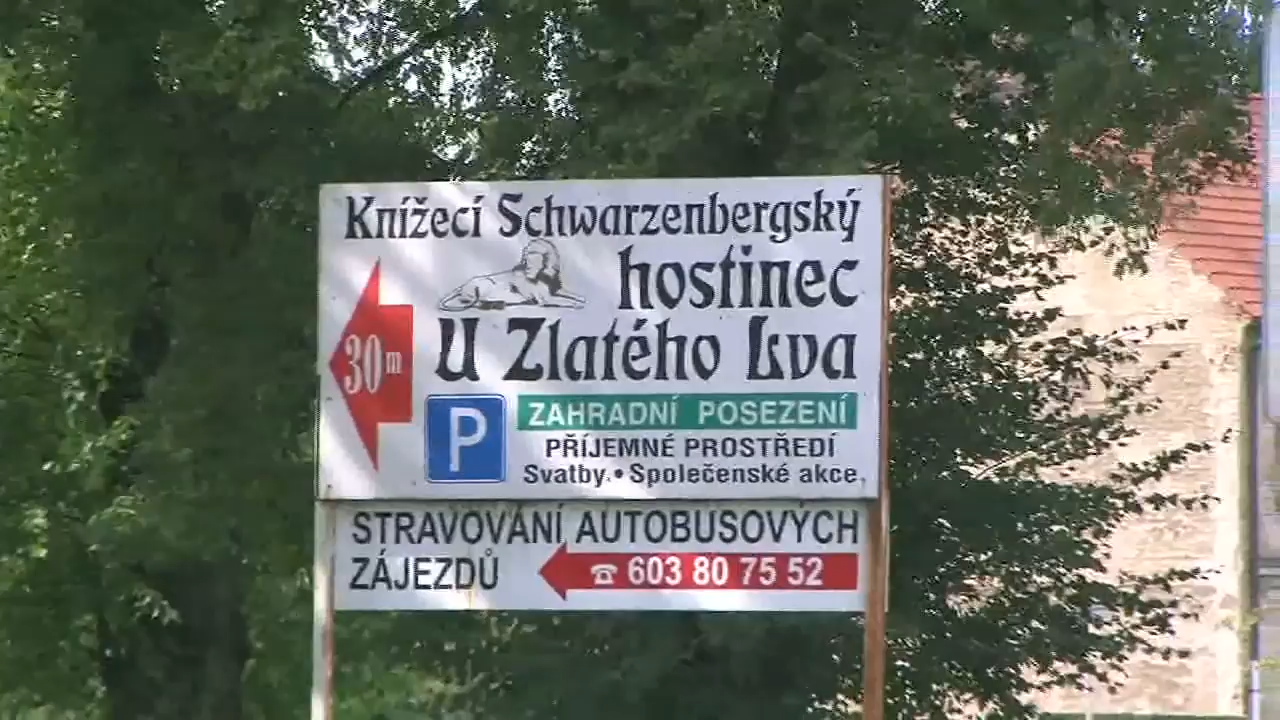 Knížecí Schwarzenbergský
hostinec
U Zlatého Lva
30 m
P
ZAHRADNÍ POSEZENÍ
PŘÍJEMNÉ PROSTŘEDÍ
Svatby • Společenské akce
STRAVOVÁNÍ AUTOBUSOVÝCH
ZÁJEZDŮ
☎ 603 80 75 52